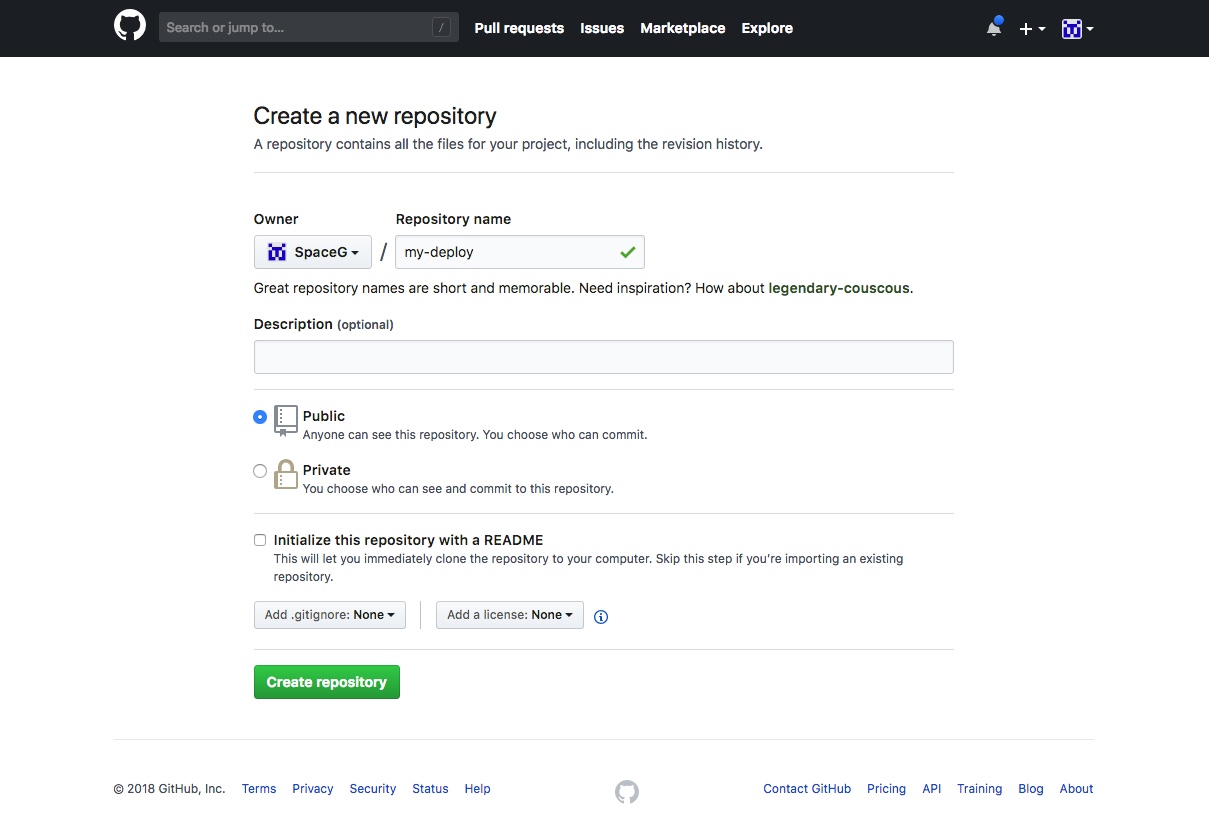 Search or jump to... /
Pull requests Issues Marketplace Explore
Create a new repository
A repository contains all the files for your project, including the revision history.
Owner Repository name
SpaceG / my-deploy
Great repository names are short and memorable. Need inspiration? How about legendary-couscous.
Description (optional)
Public
Anyone can see this repository. You choose who can commit.
Private
You choose who can see and commit to this repository.
Initialize this repository with a README
This will let you immediately clone the repository to your computer. Skip this step if you’re importing an existing
repository.
Add .gitignore: None Add a license: None
Create repository
© 2018 GitHub, Inc. Terms Privacy Security Status Help Contact GitHub Pricing API Training Blog About